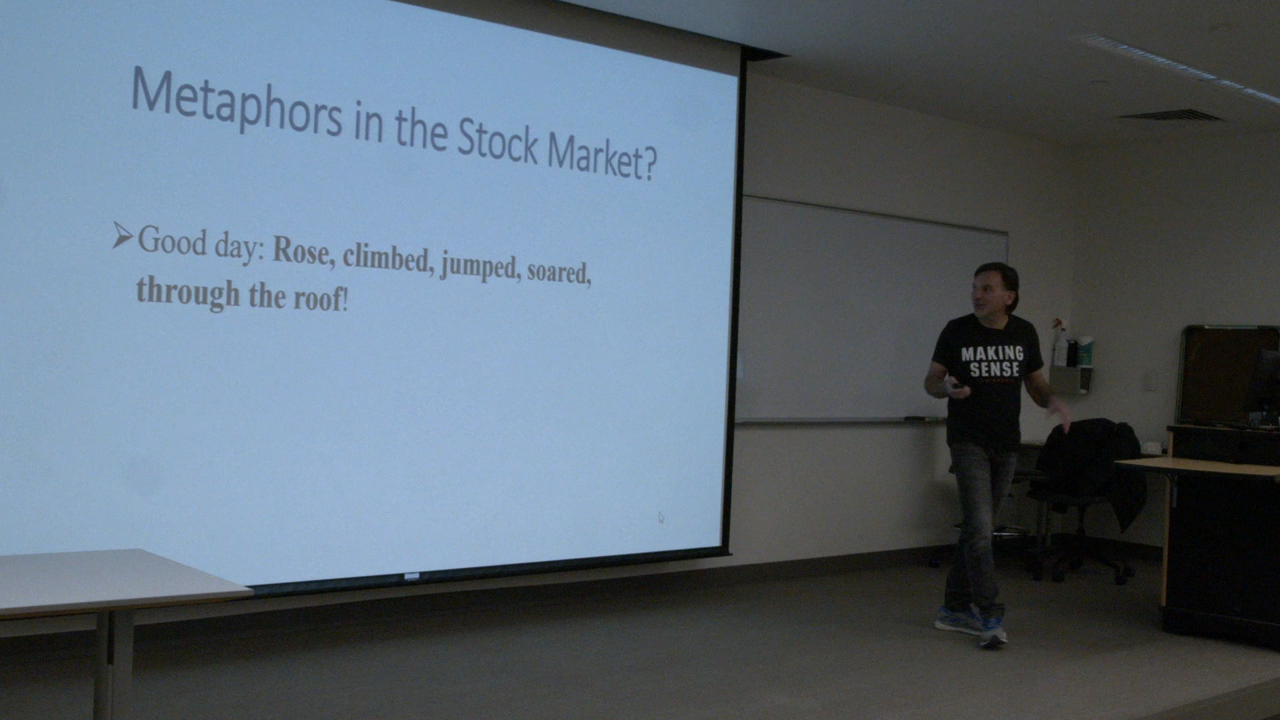 Metaphors in the Stock Market?
➢Good day: Rose, climbed, jumped, soared,
through the roof!
MAKING
SENSE